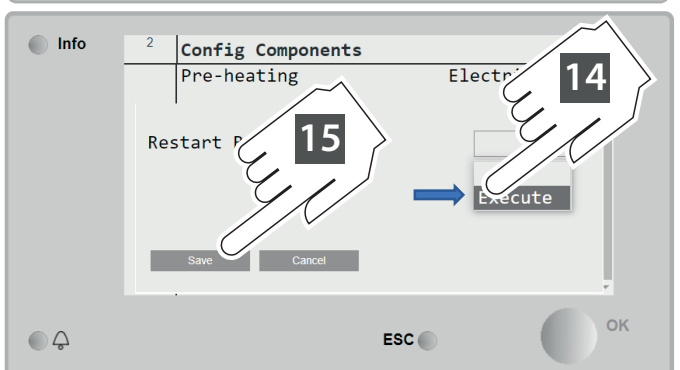 Info
2
Config Components
Pre-heating
14
Restart
15
Execute
Save Cancel
ESC
OK